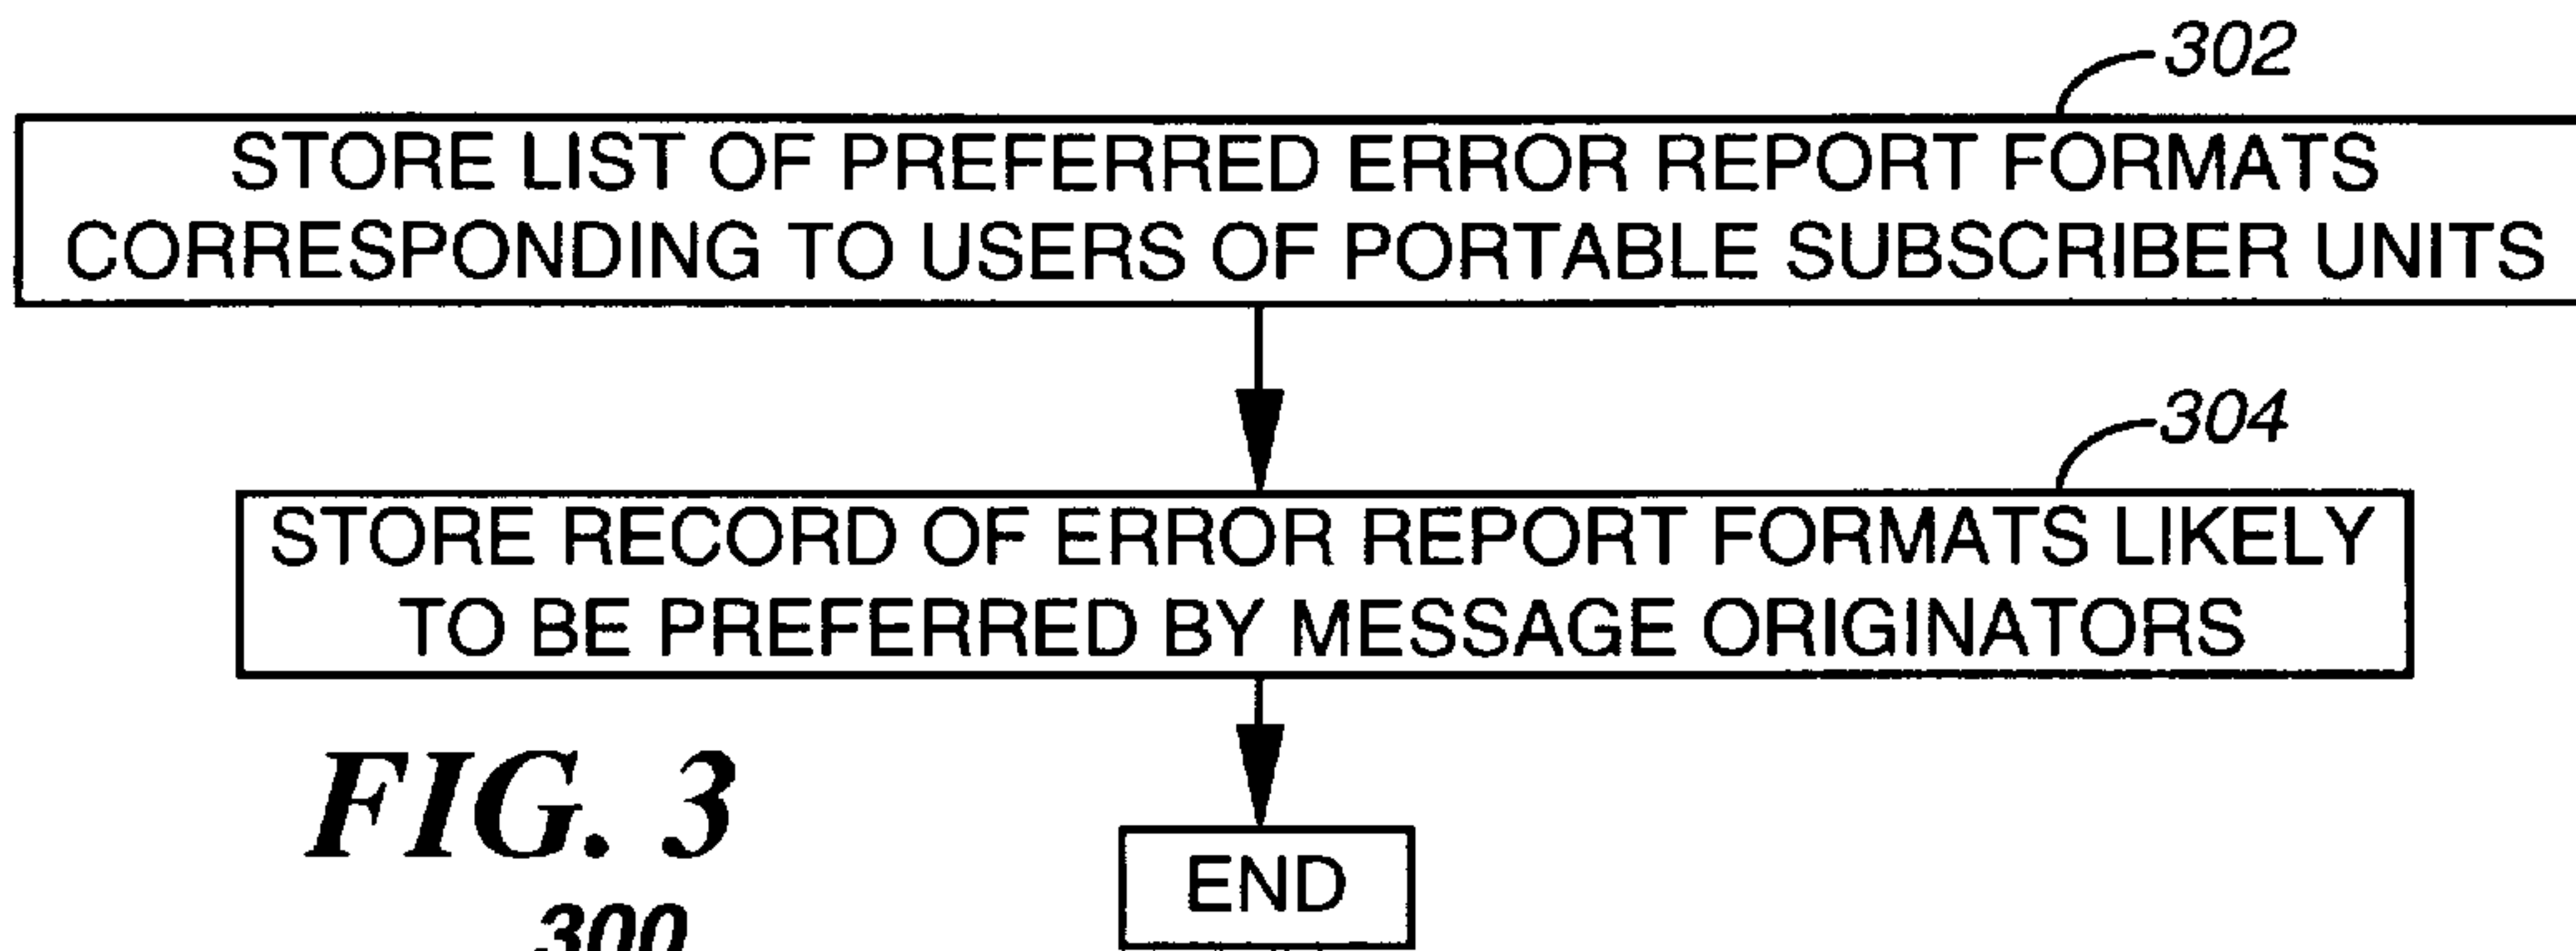 302
STORE LIST OF PREFERRED ERROR REPORT FORMATS
CORRESPONDING TO USERS OF PORTABLE SUBSCRIBER UNITS
304
STORE RECORD OF ERROR REPORT FORMATS LIKELY
TO BE PREFERRED BY MESSAGE ORIGINATORS
FIG. 3
END
300